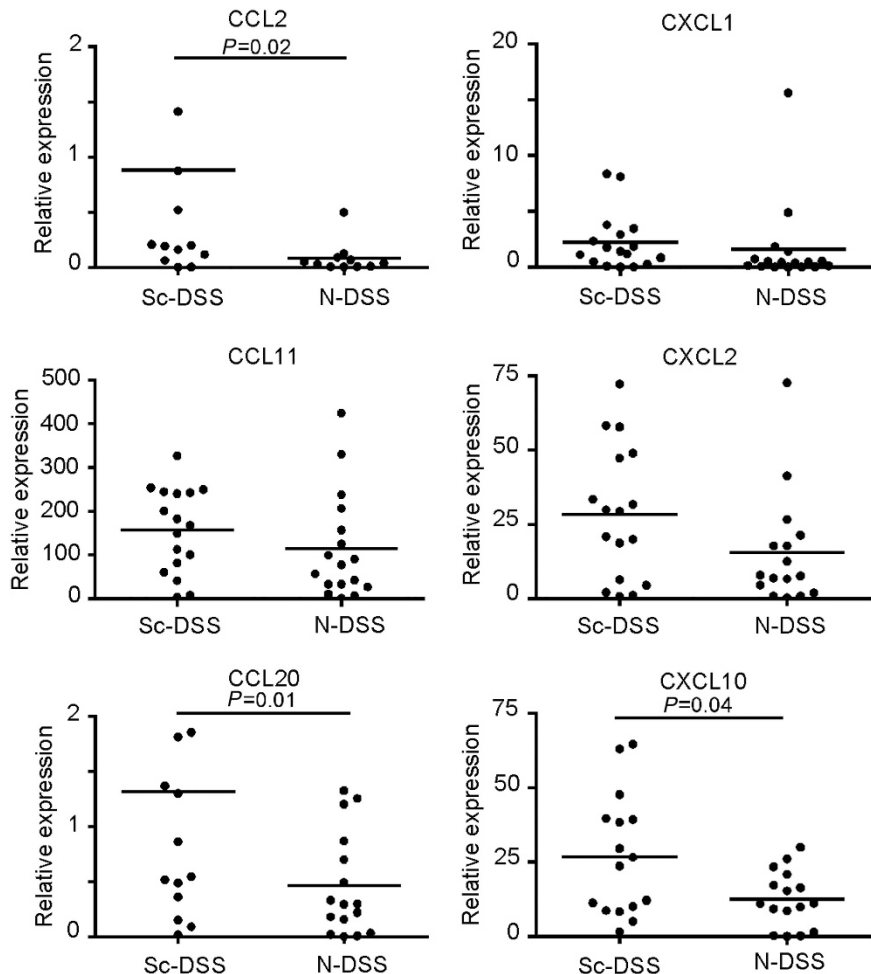 CCL2
P=0.02
Relative expression
2
1
0
Sc-DSS
N-DSS
CXCL1
Relative expression
20
10
0
Sc-DSS
N-DSS
CCL11
Relative expression
500
400
300
200
100
0
Sc-DSS
N-DSS
CXCL2
Relative expression
75
50
25
0
Sc-DSS
N-DSS
CCL20
P=0.01
Relative expression
2
1
0
Sc-DSS
N-DSS
CXCL10
P=0.04
Relative expression
75
50
25
0
Sc-DSS
N-DSS